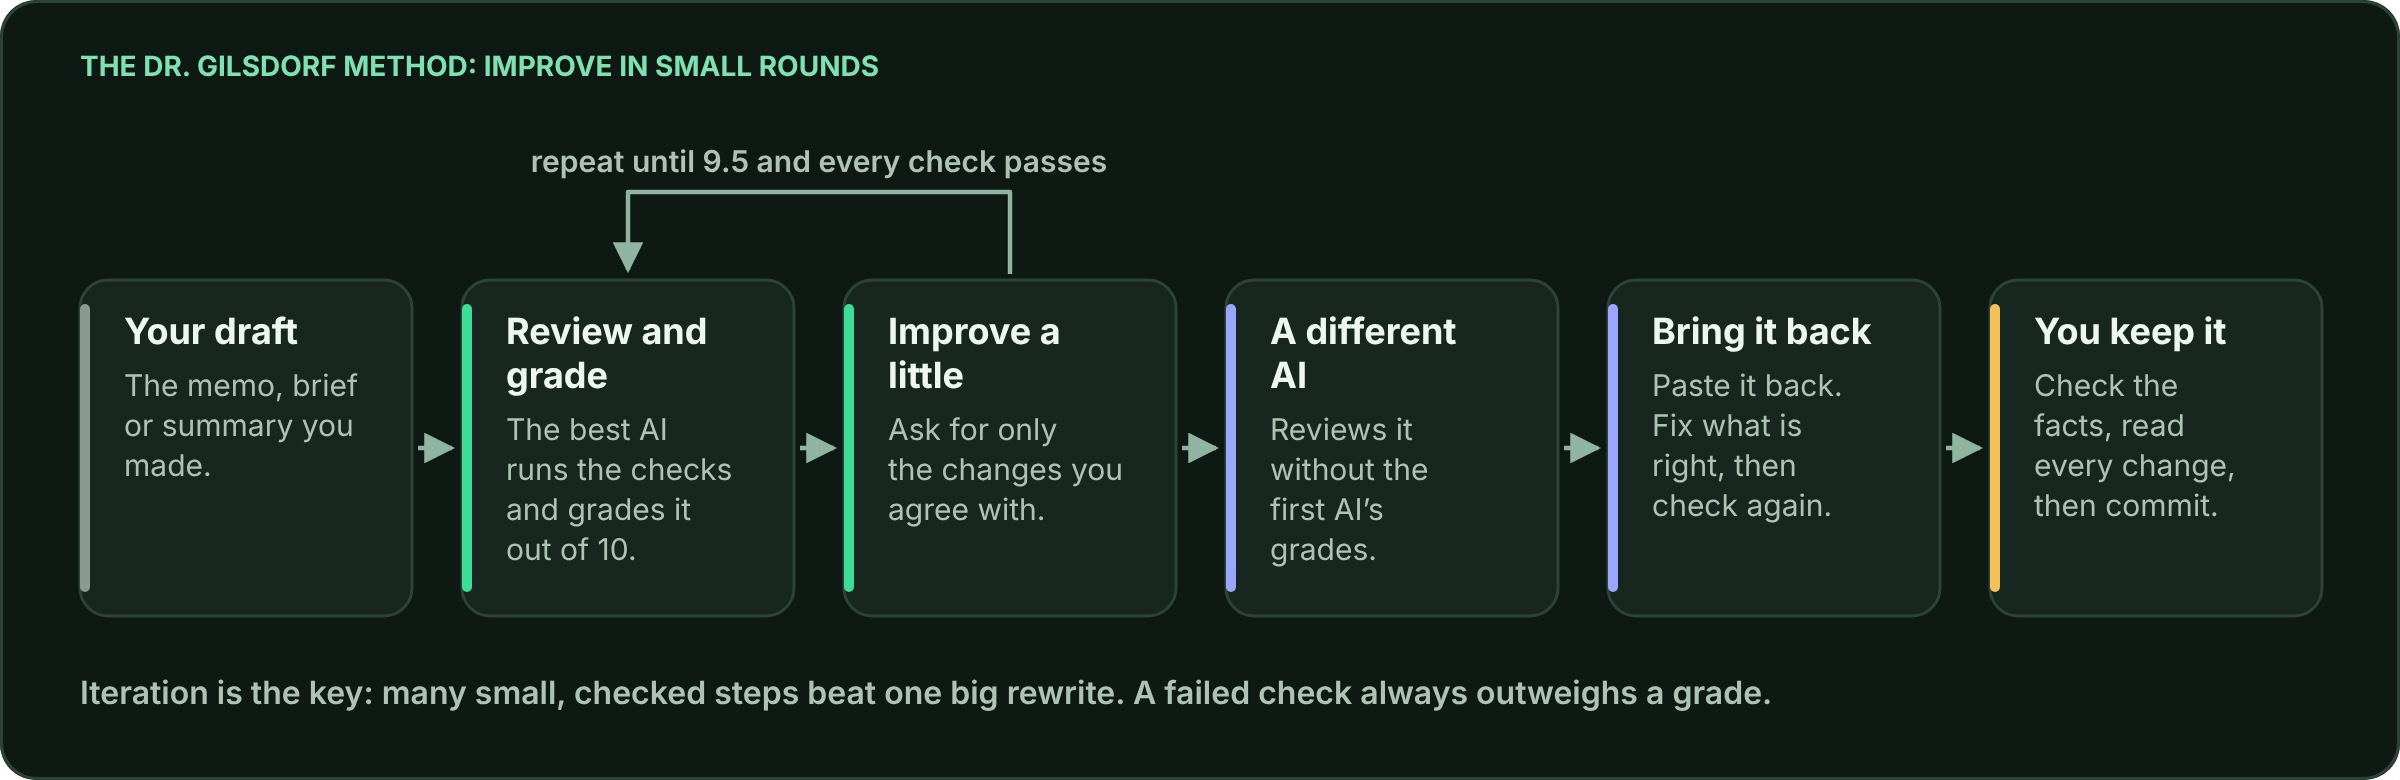 THE DR. GILSDORF METHOD: IMPROVE IN SMALL ROUNDS
repeat until 9.5 and every check passes
Your draft
The memo, brief
or summary you
made.
Review and
grade
The best AI
runs the checks
and grades it
out of 10.
Improve a
little
Ask for only
the changes you
agree with.
A different
AI
Reviews it
without the
first AI’s
grades.
Bring it back
Paste it back.
Fix what is
right, then
check again.
You keep it
Check the
facts, read
every change,
then commit.
Iteration is the key: many small, checked steps beat one big rewrite. A failed check always outweighs a grade.